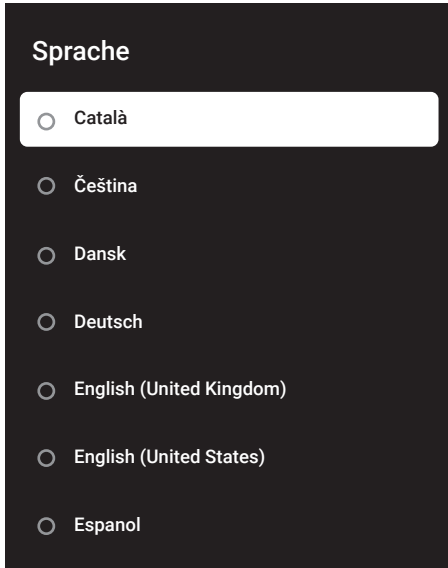 Sprache
Català
Čeština
Dansk
Deutsch
English (United Kingdom)
English (United States)
Espanol